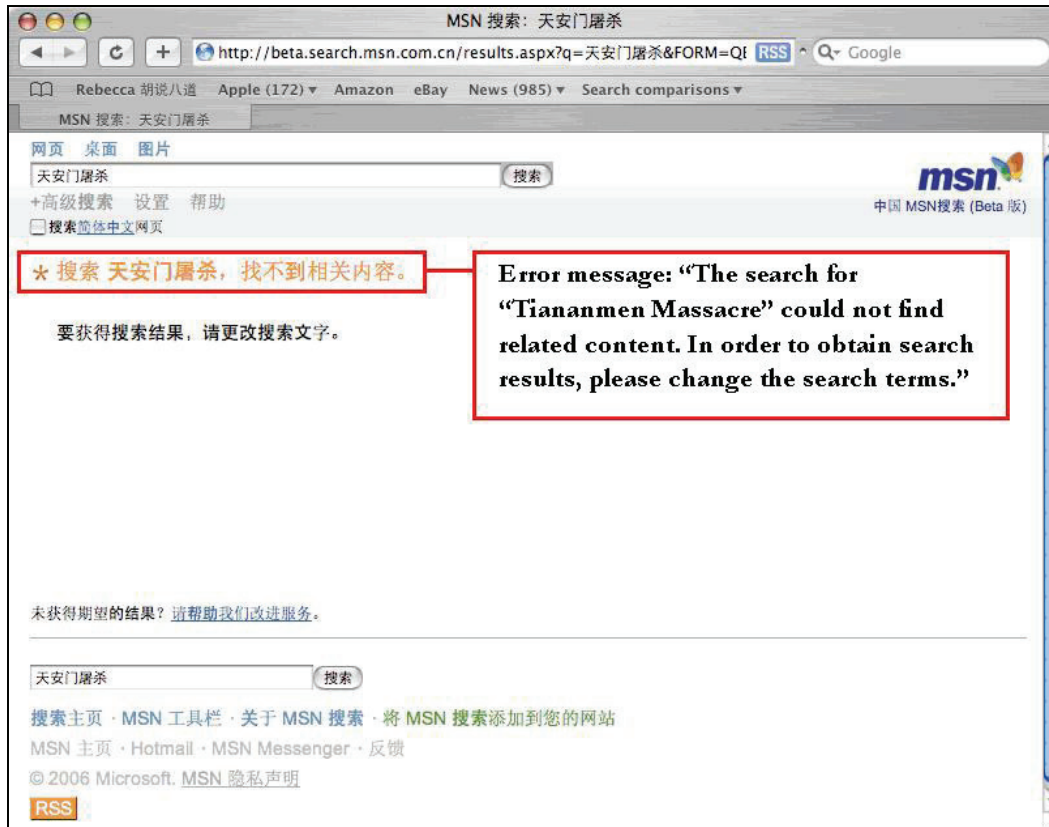 MSN 搜索：天安门屠杀
http://beta.search.msn.com.cn/results.aspx?q=天安门屠杀&FORM=QE RSS Google
Rebecca 胡说八道 Apple (172) Amazon eBay News (985) Search comparisons
MSN 搜索：天安门屠杀
网页 桌面 图片
天安门屠杀 搜索
msn
+高级搜索 设置 帮助
中国 MSN搜索 (Beta 版)
搜索简体中文网页
搜索 天安门屠杀，找不到相关内容。
要获得搜索结果，请更改搜索文字。
Error message: “The search for
“Tiananmen Massacre” could not find
related content. In order to obtain search
results, please change the search terms.”
未获得期望的结果？请帮助我们改进服务。
天安门屠杀 搜索
搜索主页 · MSN 工具栏 · 关于 MSN 搜索 · 将 MSN 搜索添加到您的网站
MSN 主页 · Hotmail · MSN Messenger · 反馈
© 2006 Microsoft. MSN 隐私声明
RSS